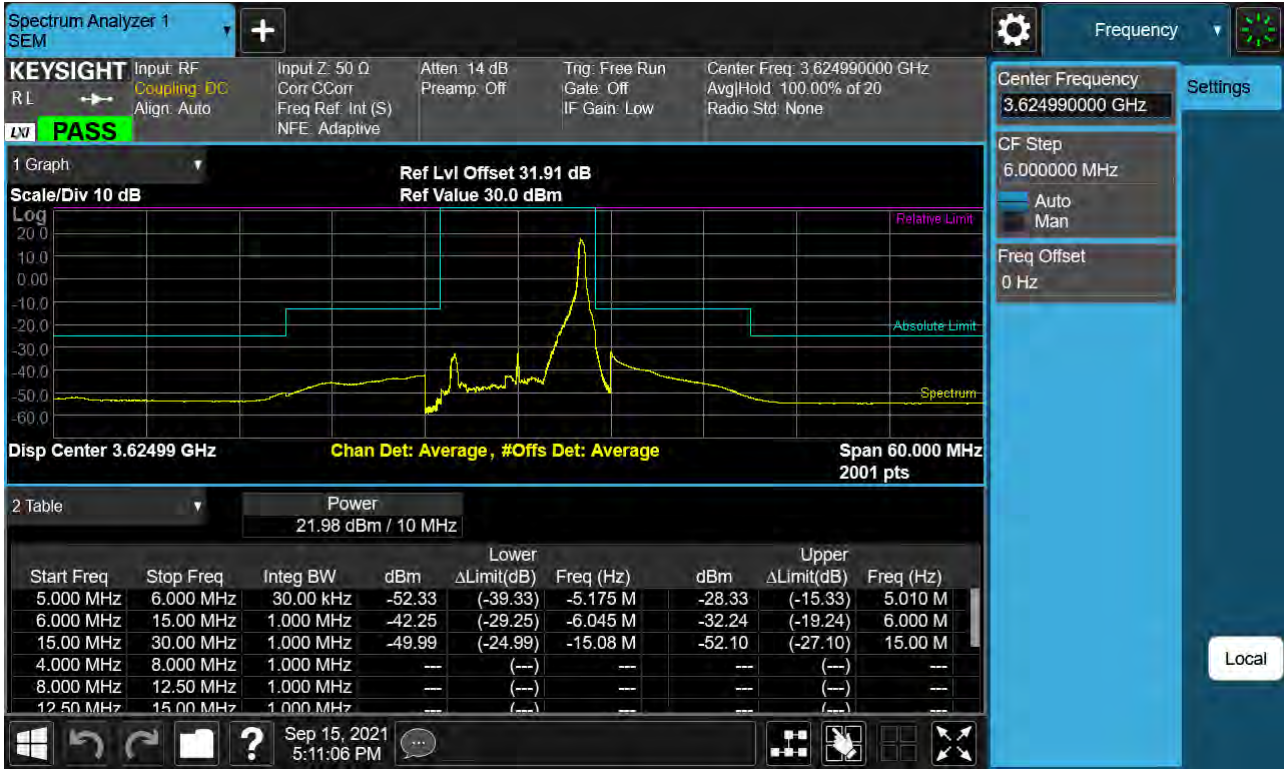 Spectrum Analyzer 1
SEM
Frequency
KEYSIGHT
RL
LXI
PASS
Input: RF
Coupling: DC
Align: Auto
Input Z: 50 Ω
Corr CCorr
Freq Ref: Int (S)
NFE: Adaptive
Atten: 14 dB
Preamp: Off
Trig: Free Run
Gate: Off
IF Gain: Low
Center Freq: 3.624990000 GHz
Avg|Hold: 100.00% of 20
Radio Std: None
Center Frequency
3.624990000 GHz
Settings
CF Step
6.000000 MHz
Auto
Man
Freq Offset
0 Hz
1 Graph
Ref Lvl Offset 31.91 dB
Scale/Div 10 dB
Ref Value 30.0 dBm
Log
Relative Limit
20.0
10.0
0.00
-10.0
-20.0
Absolute Limit
-30.0
-40.0
-50.0
Spectrum
-60.0
Disp Center 3.62499 GHz
Chan Det: Average, #Offs Det: Average
Span 60.000 MHz
2001 pts
2 Table
Power
21.98 dBm / 10 MHz
Lower Upper
Start Freq Stop Freq Integ BW dBm ΔLimit(dB) Freq (Hz) dBm ΔLimit(dB) Freq (Hz)
5.000 MHz 6.000 MHz 30.00 kHz -52.33 (-39.33) -5.175 M -28.33 (-15.33) 5.010 M
6.000 MHz 15.00 MHz 1.000 MHz -42.25 (-29.25) -6.045 M -32.24 (-19.24) 6.000 M
15.00 MHz 30.00 MHz 1.000 MHz -49.99 (-24.99) -15.08 M -52.10 (-27.10) 15.00 M
4.000 MHz 8.000 MHz 1.000 MHz --- (---) --- --- (---) ---
8.000 MHz 12.50 MHz 1.000 MHz --- (---) --- --- (---) ---
12.50 MHz 15.00 MHz 1.000 MHz --- (---) --- --- (---) ---
Local
Sep 15, 2021
5:11:06 PM